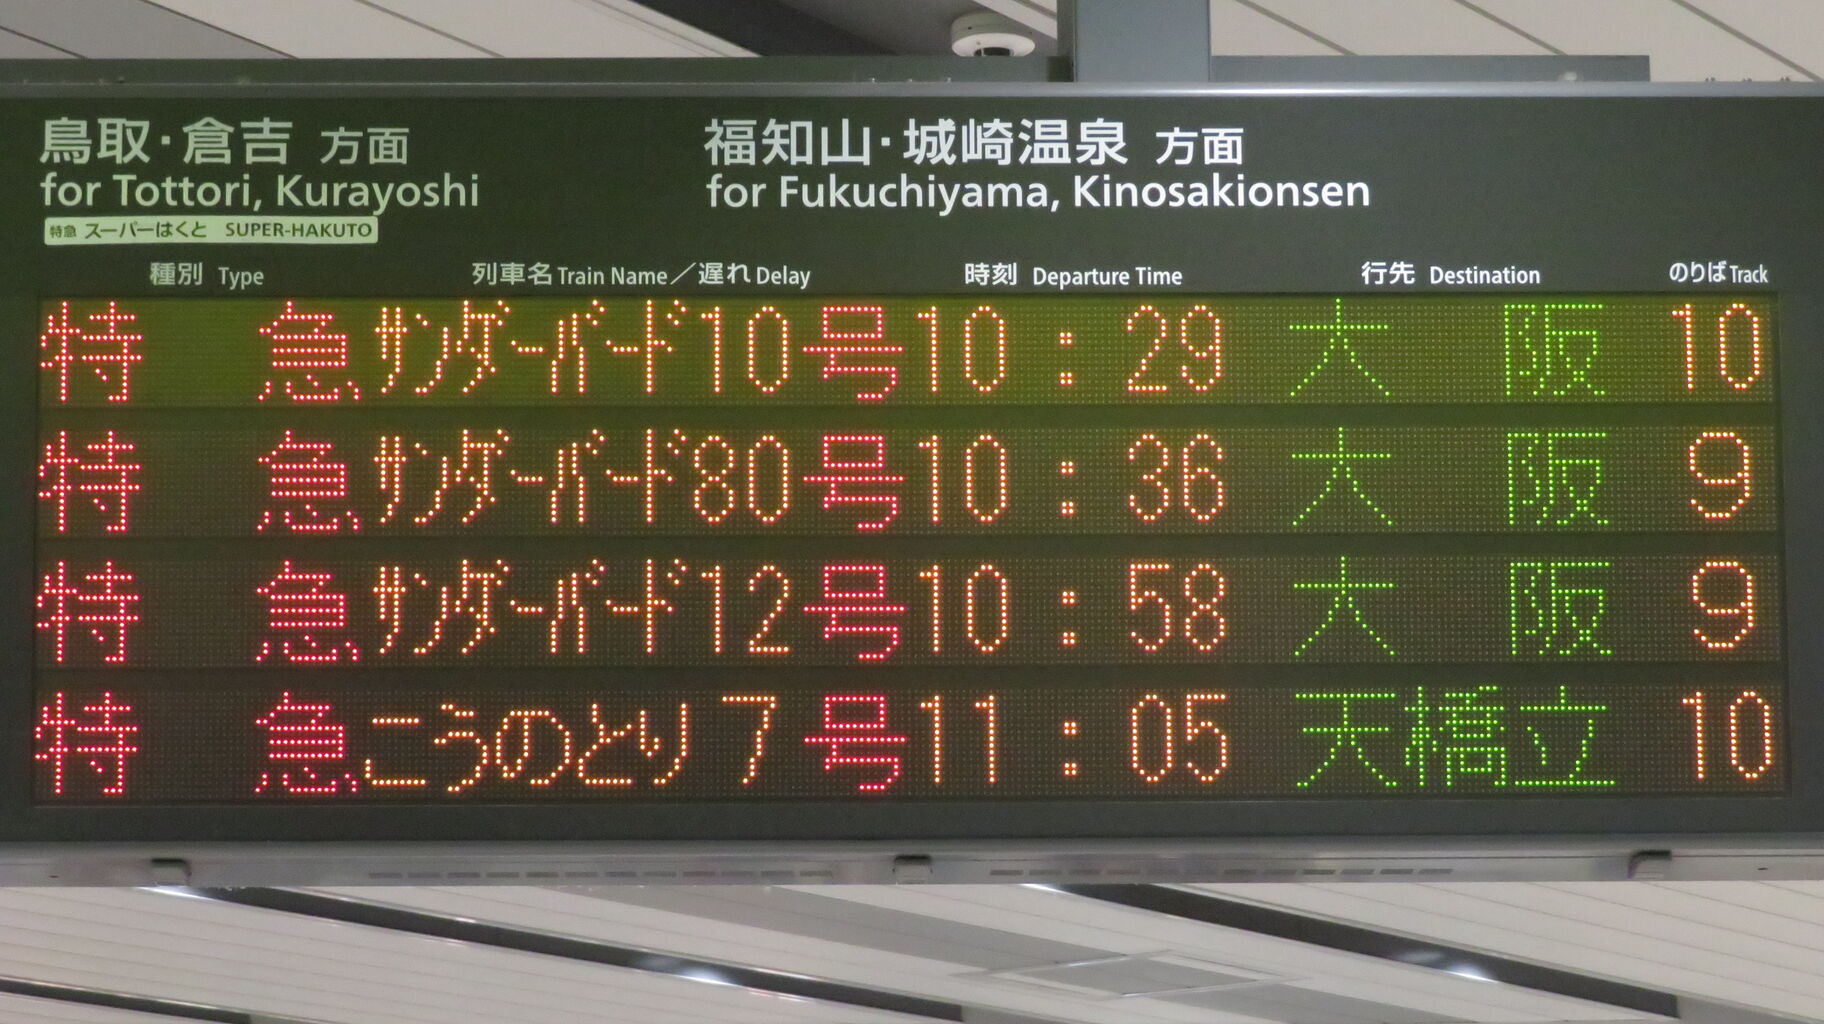 鳥取・倉吉 方面 福知山・城崎温泉 方面
for Tottori, Kurayoshi for Fukuchiyama, Kinosakionsen
特急 スーパーはくと SUPER-HAKUTO
種別 Type 列車名 Train Name／遅れ Delay 時刻 Departure Time 行先 Destination のりば Track
特 急 サンダーバード10号 10：29 大 阪 10
特 急 サンダーバード80号 10：36 大 阪 9
特 急 サンダーバード12号 10：58 大 阪 9
特 急 こうのとり 7号 11：05 天橋立 10